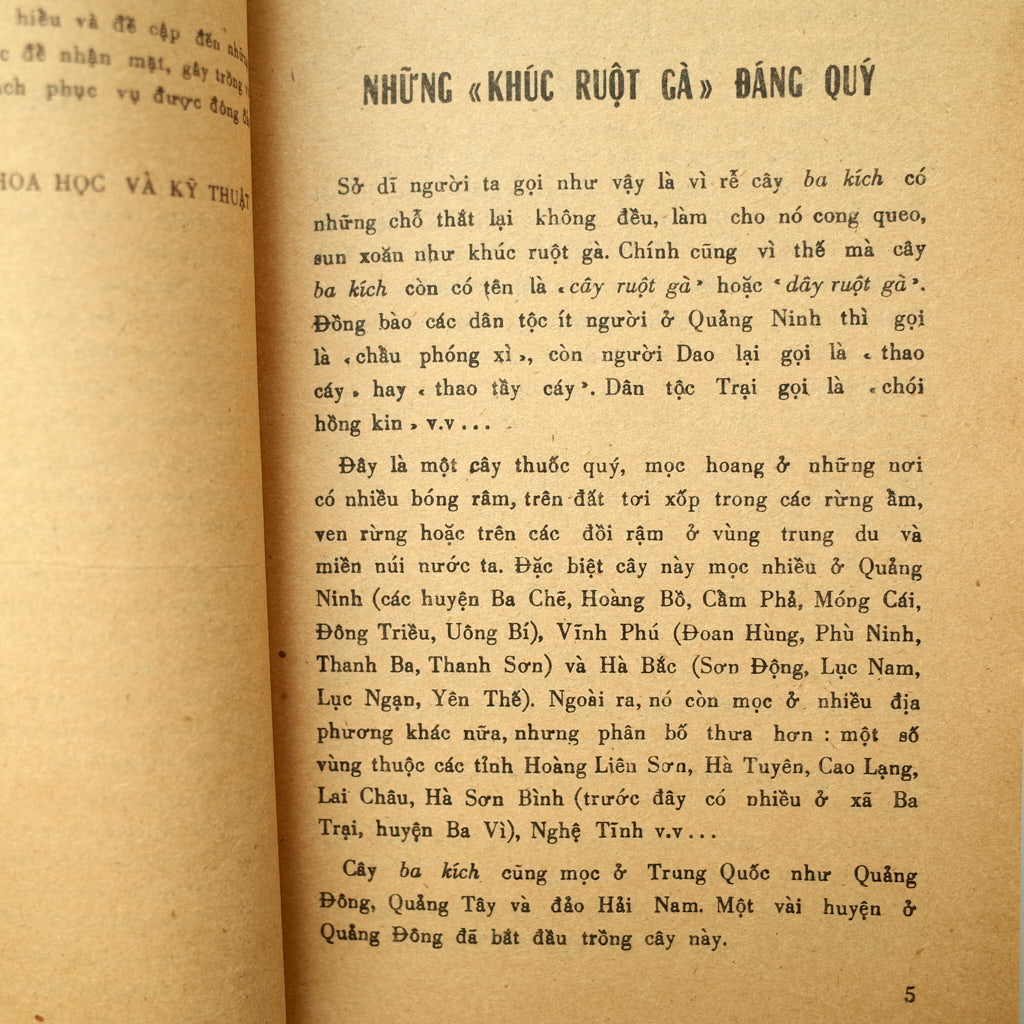 hiểu và đề cập đến
để nhận mặt, gây trồng
phục vụ được đông
HỌC VÀ KỸ THUẬT
NHỮNG «KHÚC RUỘT GÀ» ĐÁNG QUÝ
Sở dĩ người ta gọi như vậy là vì rễ cây ba kích có
những chỗ thắt lại không đều, làm cho nó cong queo,
sun xoăn như khúc ruột gà. Chính cũng vì thế mà cây
ba kích còn có tên là «cây ruột gà» hoặc «dây ruột gà».
Đồng bào các dân tộc ít người ở Quảng Ninh thì gọi
là «chầu phóng xì», còn người Dao lại gọi là «thao
cáy» hay «thao tầy cáy». Dân tộc Trại gọi là «chói
hồng kin» v.v...
Đây là một cây thuốc quý, mọc hoang ở những nơi
có nhiều bóng râm, trên đất tơi xốp trong các rừng ẩm,
ven rừng hoặc trên các đồi rậm ở vùng trung du và
miền núi nước ta. Đặc biệt cây này mọc nhiều ở Quảng
Ninh (các huyện Ba Chẽ, Hoàng Bồ, Cẩm Phả, Móng Cái,
Đông Triều, Uông Bí), Vĩnh Phú (Đoan Hùng, Phù Ninh,
Thanh Ba, Thanh Sơn) và Hà Bắc (Sơn Động, Lục Nam,
Lục Ngạn, Yên Thế). Ngoài ra, nó còn mọc ở nhiều địa
phương khác nữa, nhưng phân bố thưa hơn : một số
vùng thuộc các tỉnh Hoàng Liên Sơn, Hà Tuyên, Cao Lạng,
Lai Châu, Hà Sơn Bình (trước đây có nhiều ở xã Ba
Trại, huyện Ba Vì), Nghệ Tĩnh v.v...
Cây ba kích cũng mọc ở Trung Quốc như Quảng
Đông, Quảng Tây và đảo Hải Nam. Một vài huyện ở
Quảng Đông đã bắt đầu trồng cây này.
5